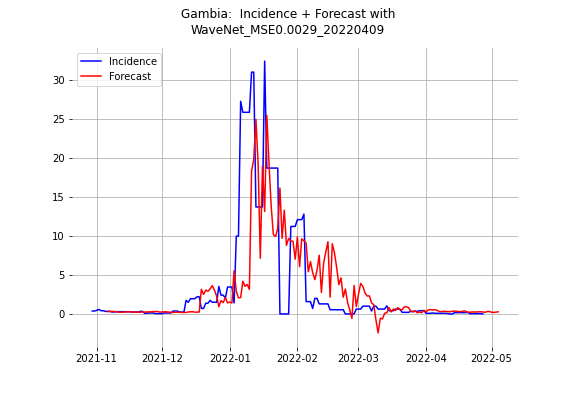 Gambia:  Incidence + Forecast with
WaveNet_MSE0.0029_20220409
Incidence
Forecast
30
25
20
15
10
5
0
2021-11 2021-12 2022-01 2022-02 2022-03 2022-04 2022-05